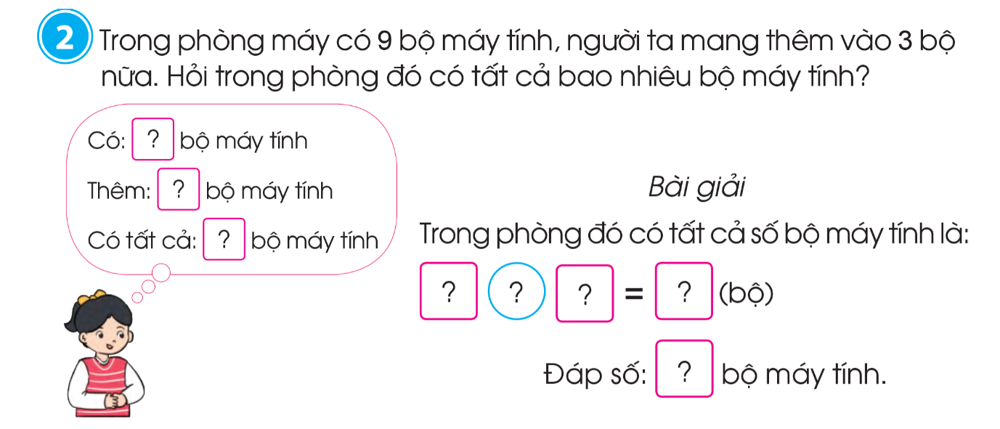 2 Trong phòng máy có 9 bộ máy tính, người ta mang thêm vào 3 bộ
nữa. Hỏi trong phòng đó có tất cả bao nhiêu bộ máy tính?
Có: ? bộ máy tính
Thêm: ? bộ máy tính
Có tất cả: ? bộ máy tính
Bài giải
Trong phòng đó có tất cả số bộ máy tính là:
? ? ? = ? (bộ)
Đáp số: ? bộ máy tính.